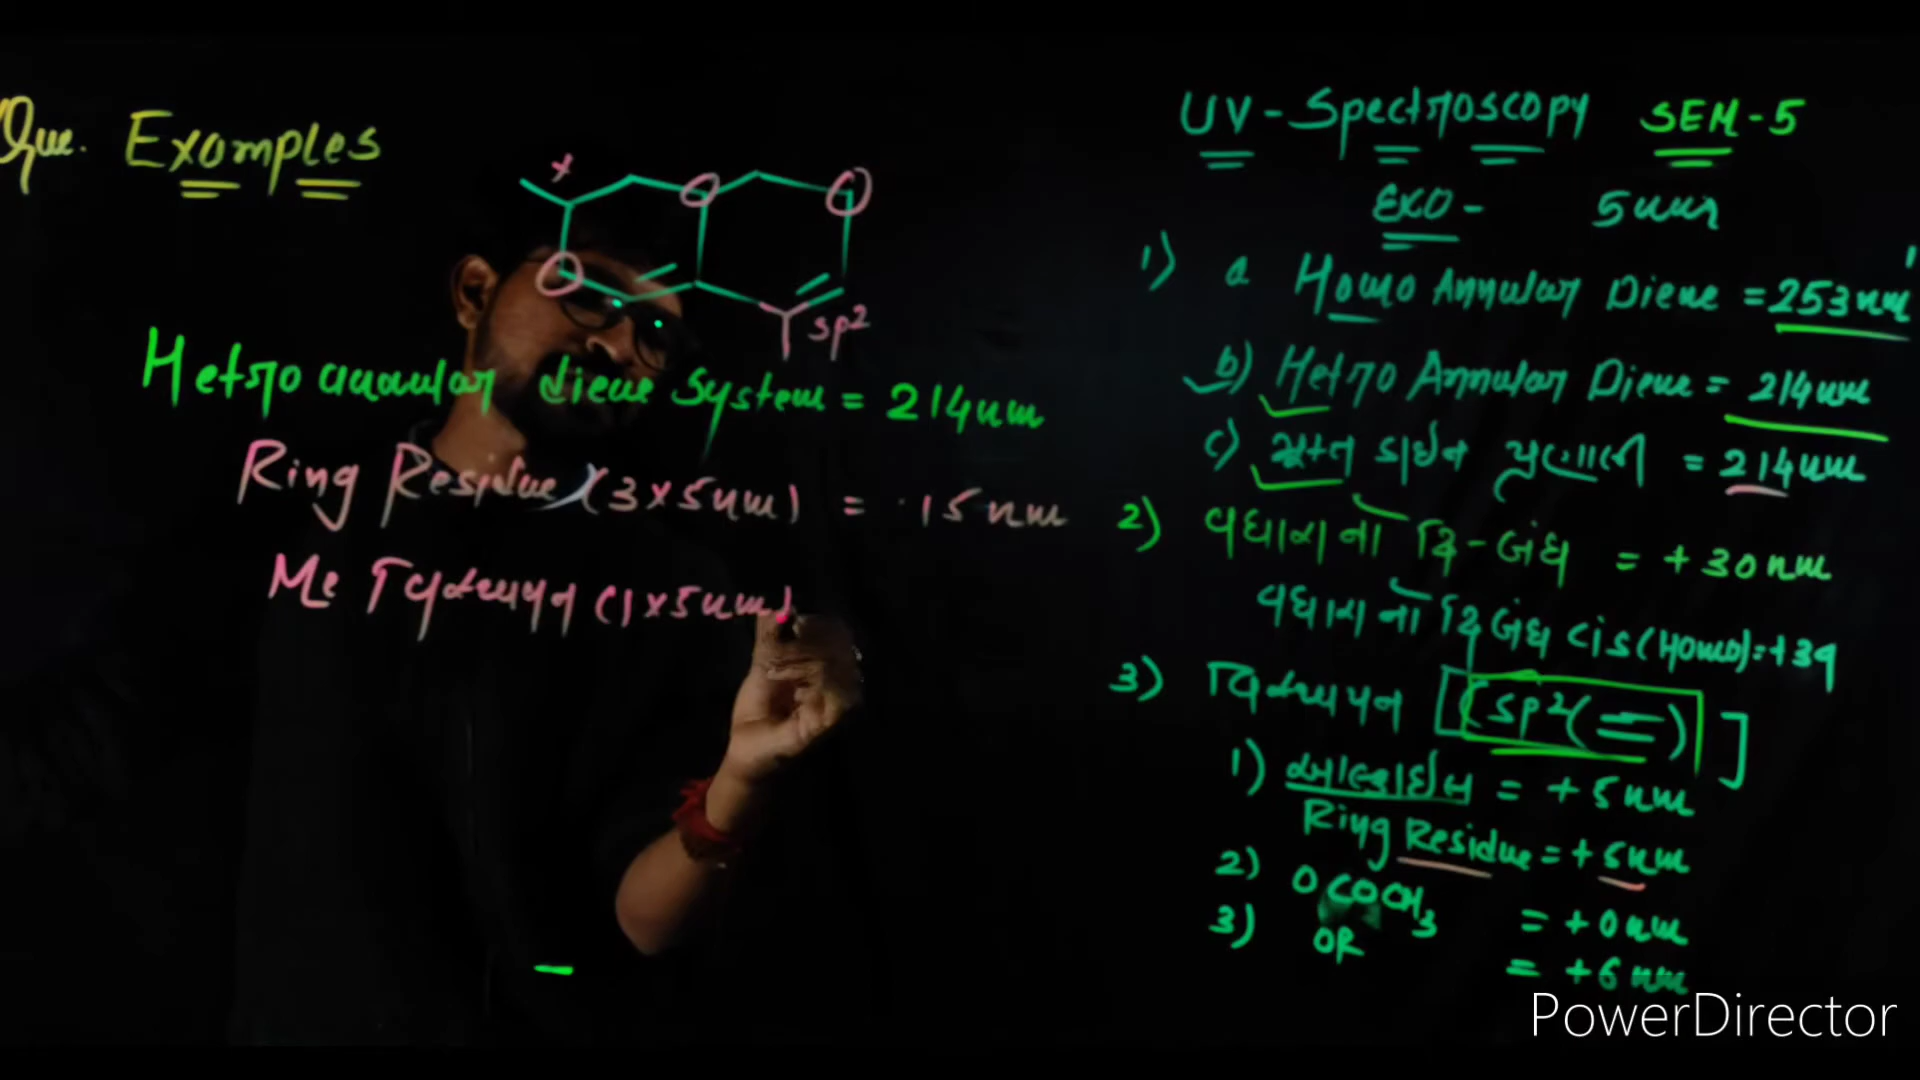 Que. Examples
x
sp²
Hetro annular diene System = 214nm
Ring Residue (3 x 5nm) = 15nm
Me વિસ્થાપન (1 x 5nm)
UV - Spectroscopy SEM - 5
EXO - 5nm
1) a Homo Annular Diene = 253nm
b) Hetro Annular Diene = 214nm
c) ડાઇન = 214nm
2) વધારાના દ્વિ-બંધ = +30nm
વધારાના દ્વિબંધ cis (Homo) = +39
3) વિસ્થાપન [(sp² (=)]
1) આલ્કાઇલ = +5nm
Ring Residue = +5nm
2) OCOCH₃ = +0nm
3) OR = +6nm
PowerDirector